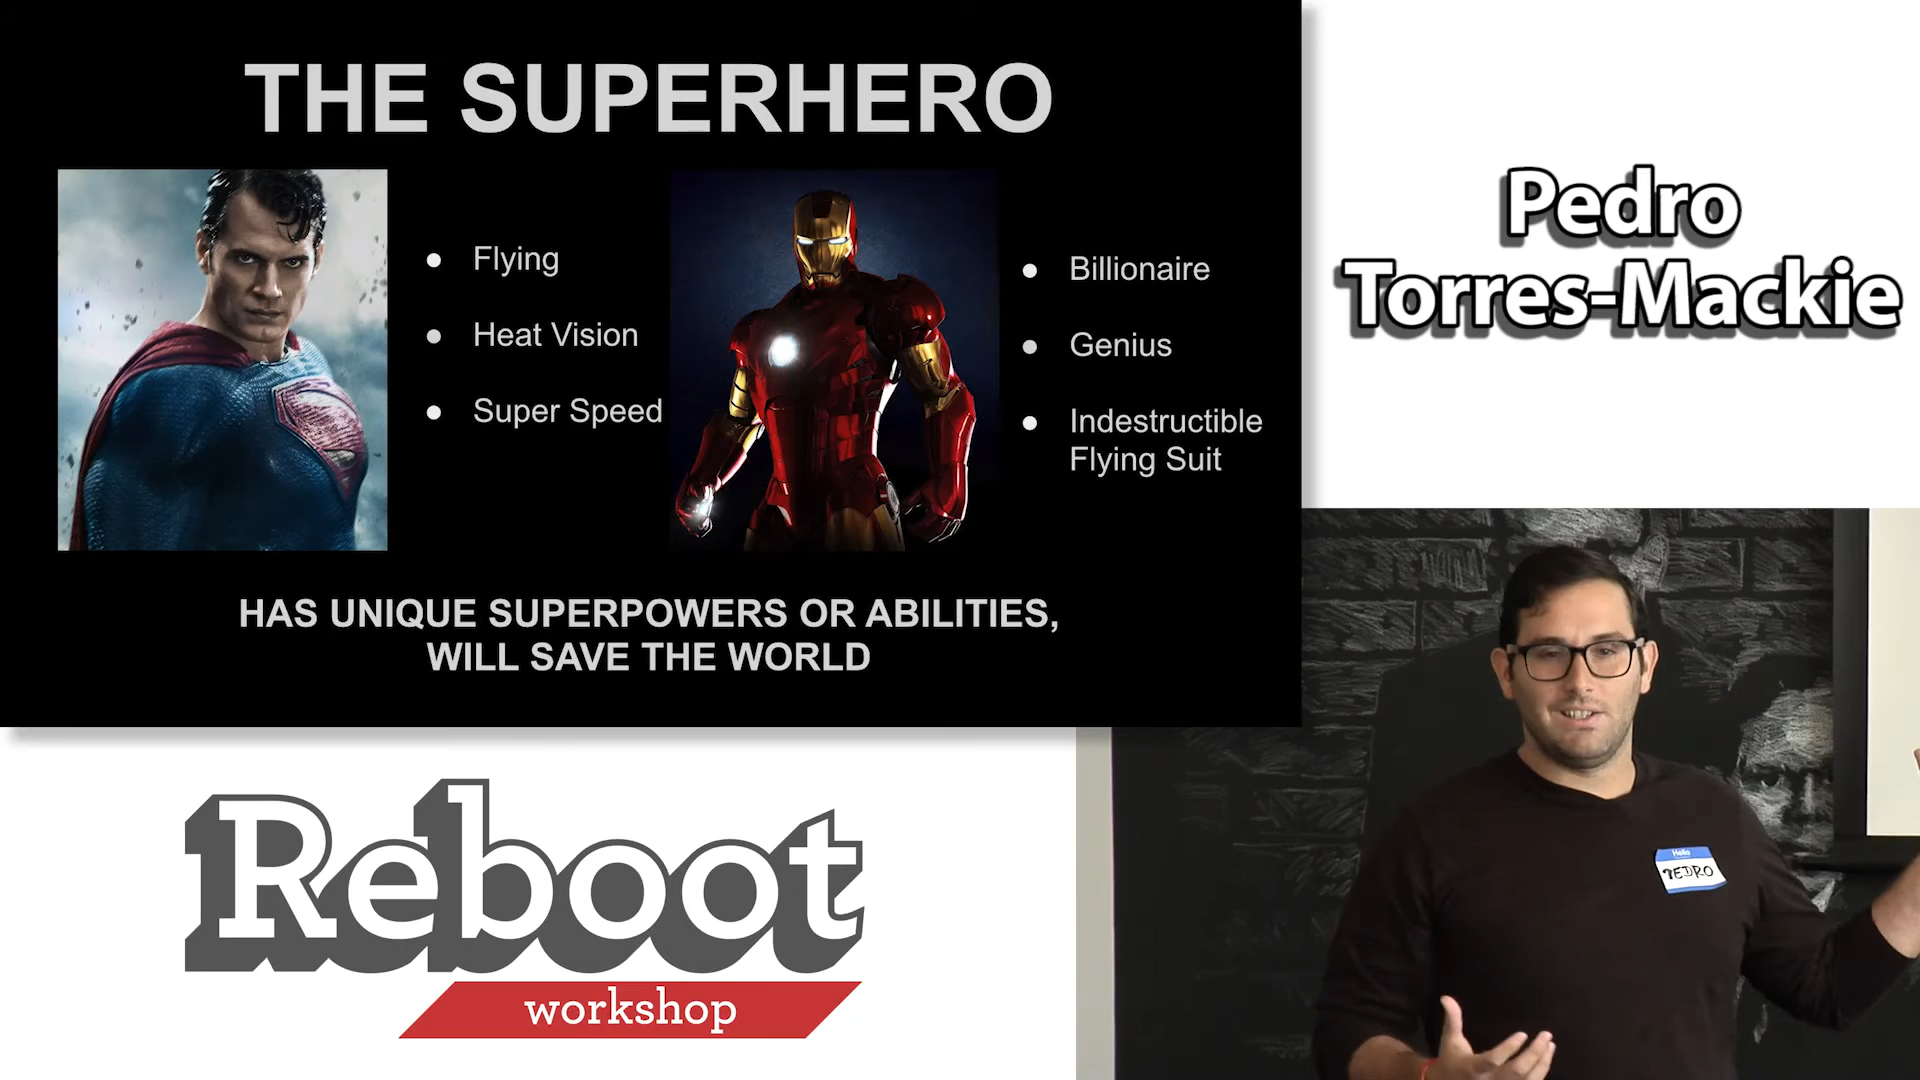 THE SUPERHERO
Flying
Heat Vision
Super Speed
Billionaire
Genius
Indestructible
Flying Suit
HAS UNIQUE SUPERPOWERS OR ABILITIES,
WILL SAVE THE WORLD
Pedro
Torres-Mackie
Reboot
workshop
Hello
PEDRO